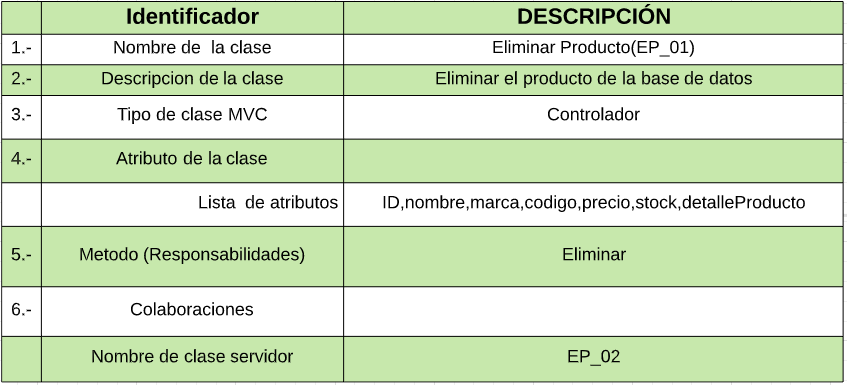 Identificador DESCRIPCIÓN
1.- Nombre de la clase Eliminar Producto(EP_01)
2.- Descripcion de la clase Eliminar el producto de la base de datos
3.- Tipo de clase MVC Controlador
4.- Atributo de la clase
Lista de atributos ID,nombre,marca,codigo,precio,stock,detalleProducto
5.- Metodo (Responsabilidades) Eliminar
6.- Colaboraciones
Nombre de clase servidor EP_02